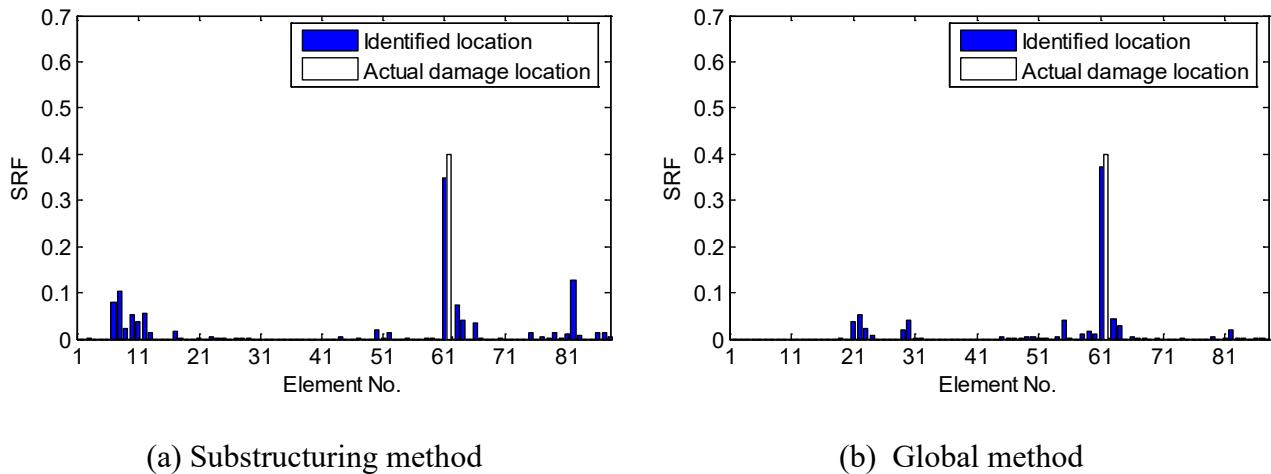 0.7
0.6
0.5
0.4
0.3
0.2
0.1
0
SRF
Identified location
Actual damage location
1 11 21 31 41 51 61 71 81
Element No.
(a) Substructuring method
0.7
0.6
0.5
0.4
0.3
0.2
0.1
0
SRF
Identified location
Actual damage location
1 11 21 31 41 51 61 71 81
Element No.
(b) Global method